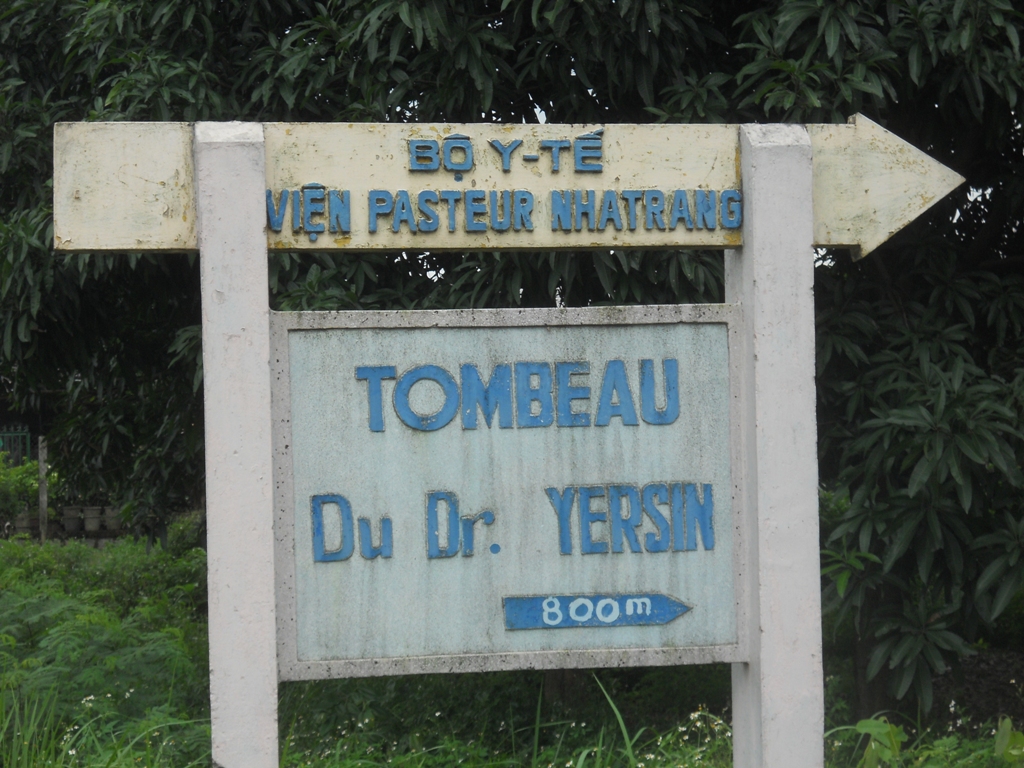 BỘ Y-TẾ
VIỆN PASTEUR NHATRANG
TOMBEAU
Du Dr. YERSIN
800m